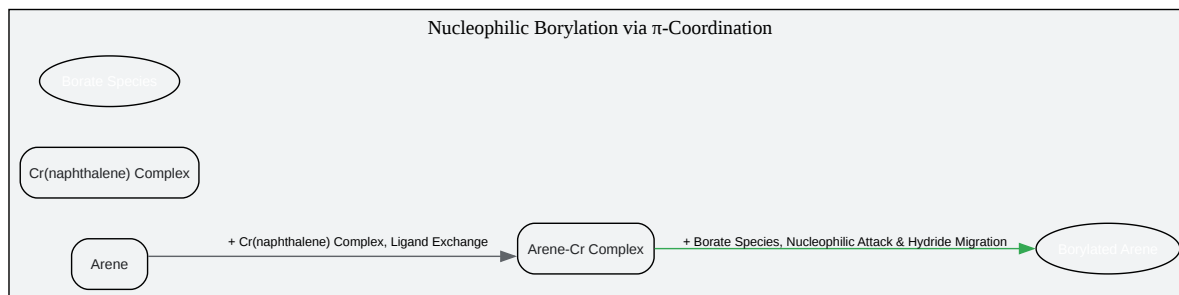 Nucleophilic Borylation via π-Coordination
Borate Species
Cr(naphthalene) Complex
Arene
+ Cr(naphthalene) Complex, Ligand Exchange
Arene-Cr Complex
+ Borate Species, Nucleophilic Attack & Hydride Migration
Borylated Arene